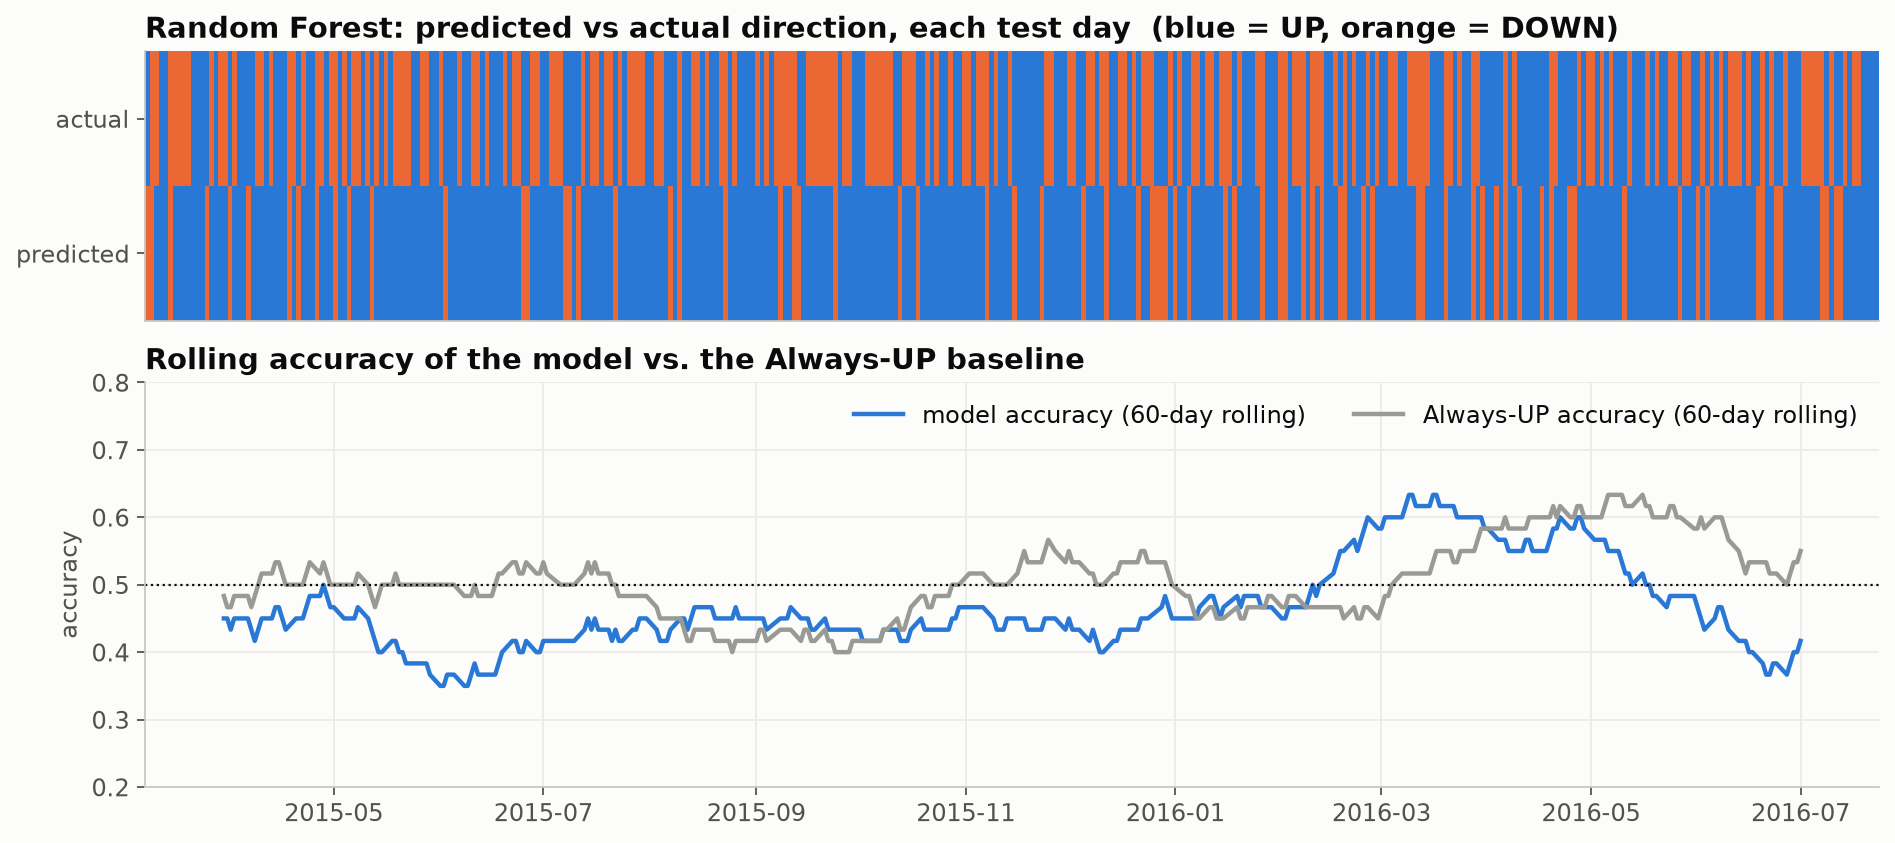 Random Forest: predicted vs actual direction, each test day  (blue = UP, orange = DOWN)
actual
predicted
Rolling accuracy of the model vs. the Always-UP baseline
model accuracy (60-day rolling)
Always-UP accuracy (60-day rolling)
accuracy
0.8
0.7
0.6
0.5
0.4
0.3
0.2
2015-05
2015-07
2015-09
2015-11
2016-01
2016-03
2016-05
2016-07